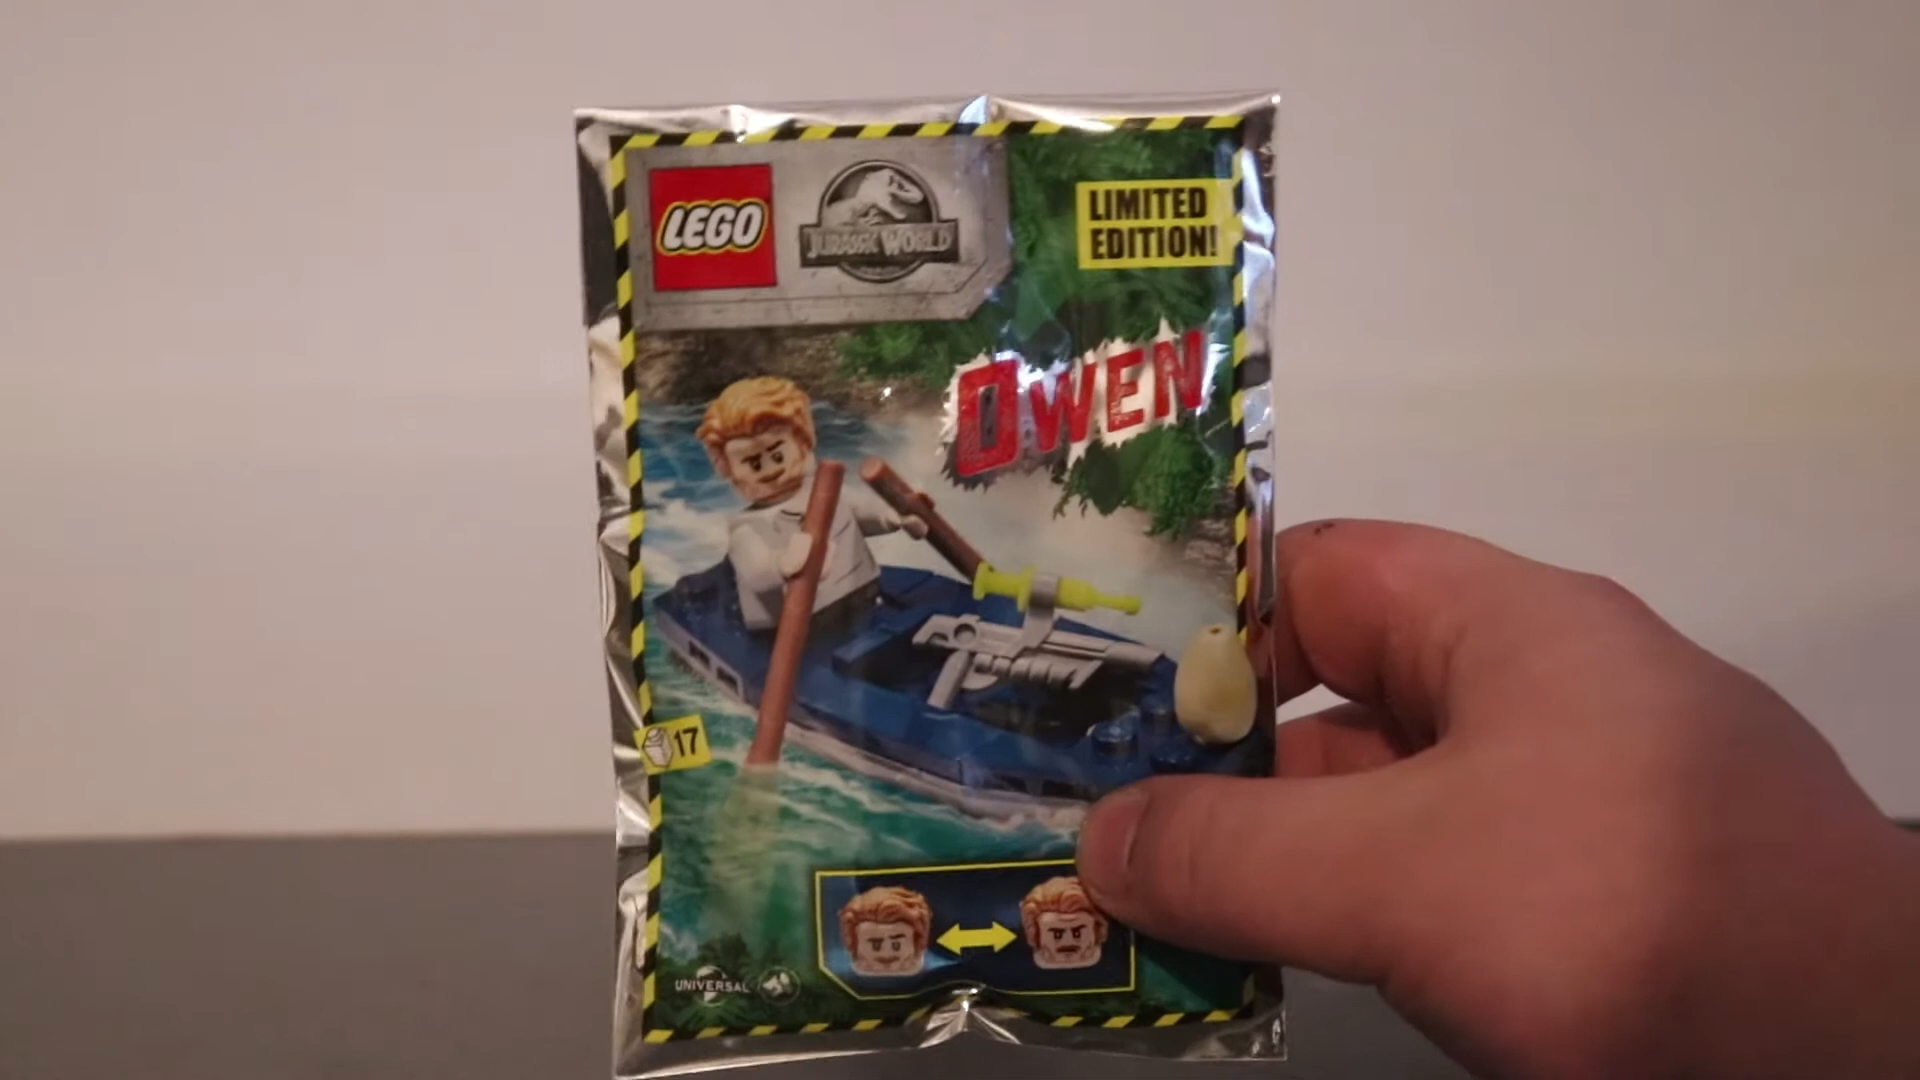 LEGO
JURASSIC WORLD
LIMITED
EDITION!
OWEN
17
UNIVERSAL